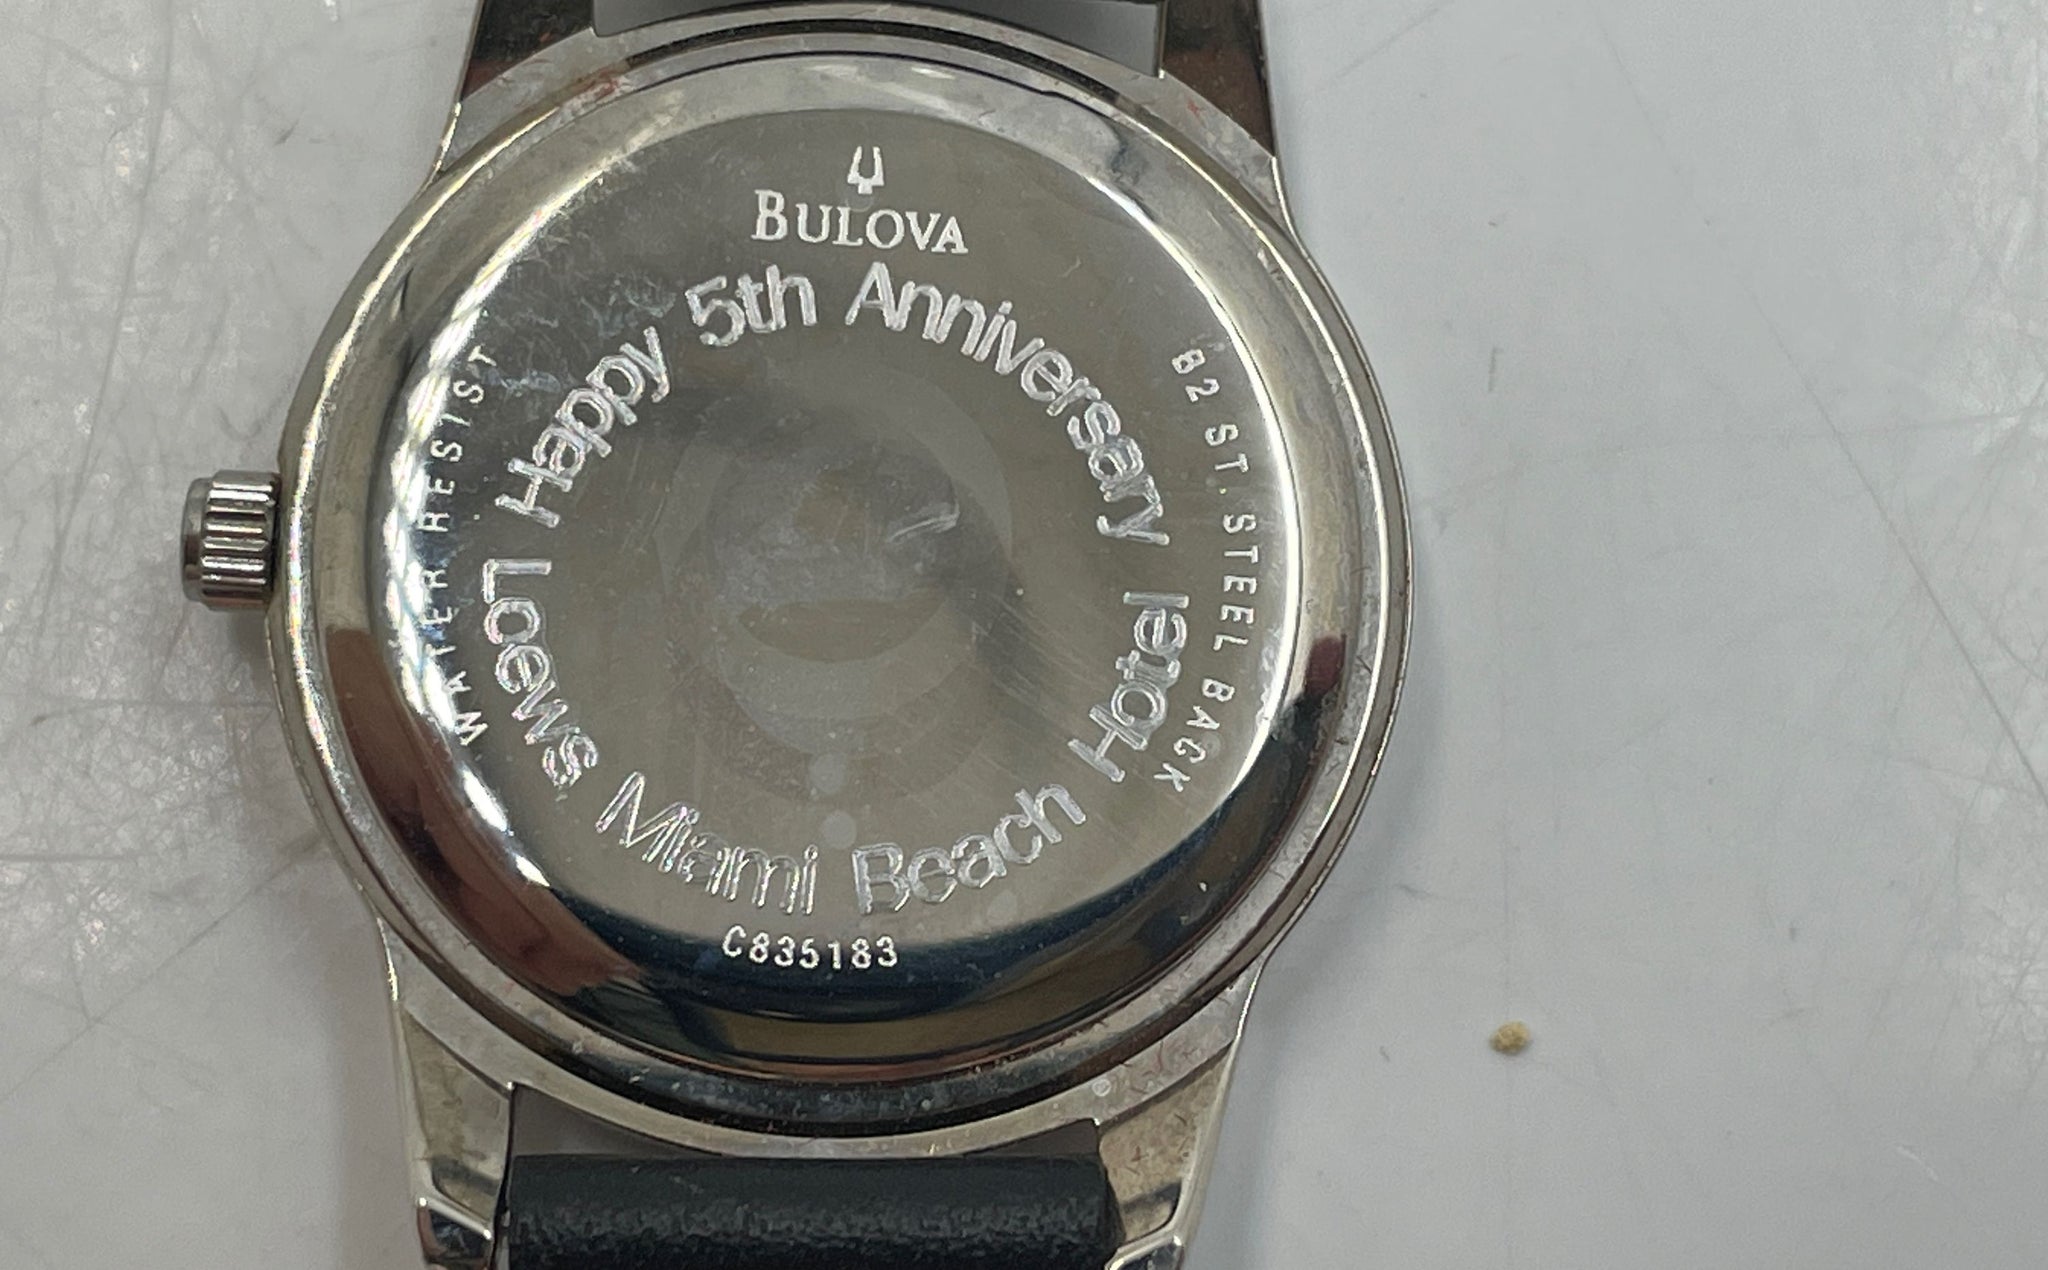 BULOVA
Happy 5th Anniversary
Loews Miami Beach Hotel
WATER RESIST
B2 ST. STEEL BACK
C835183